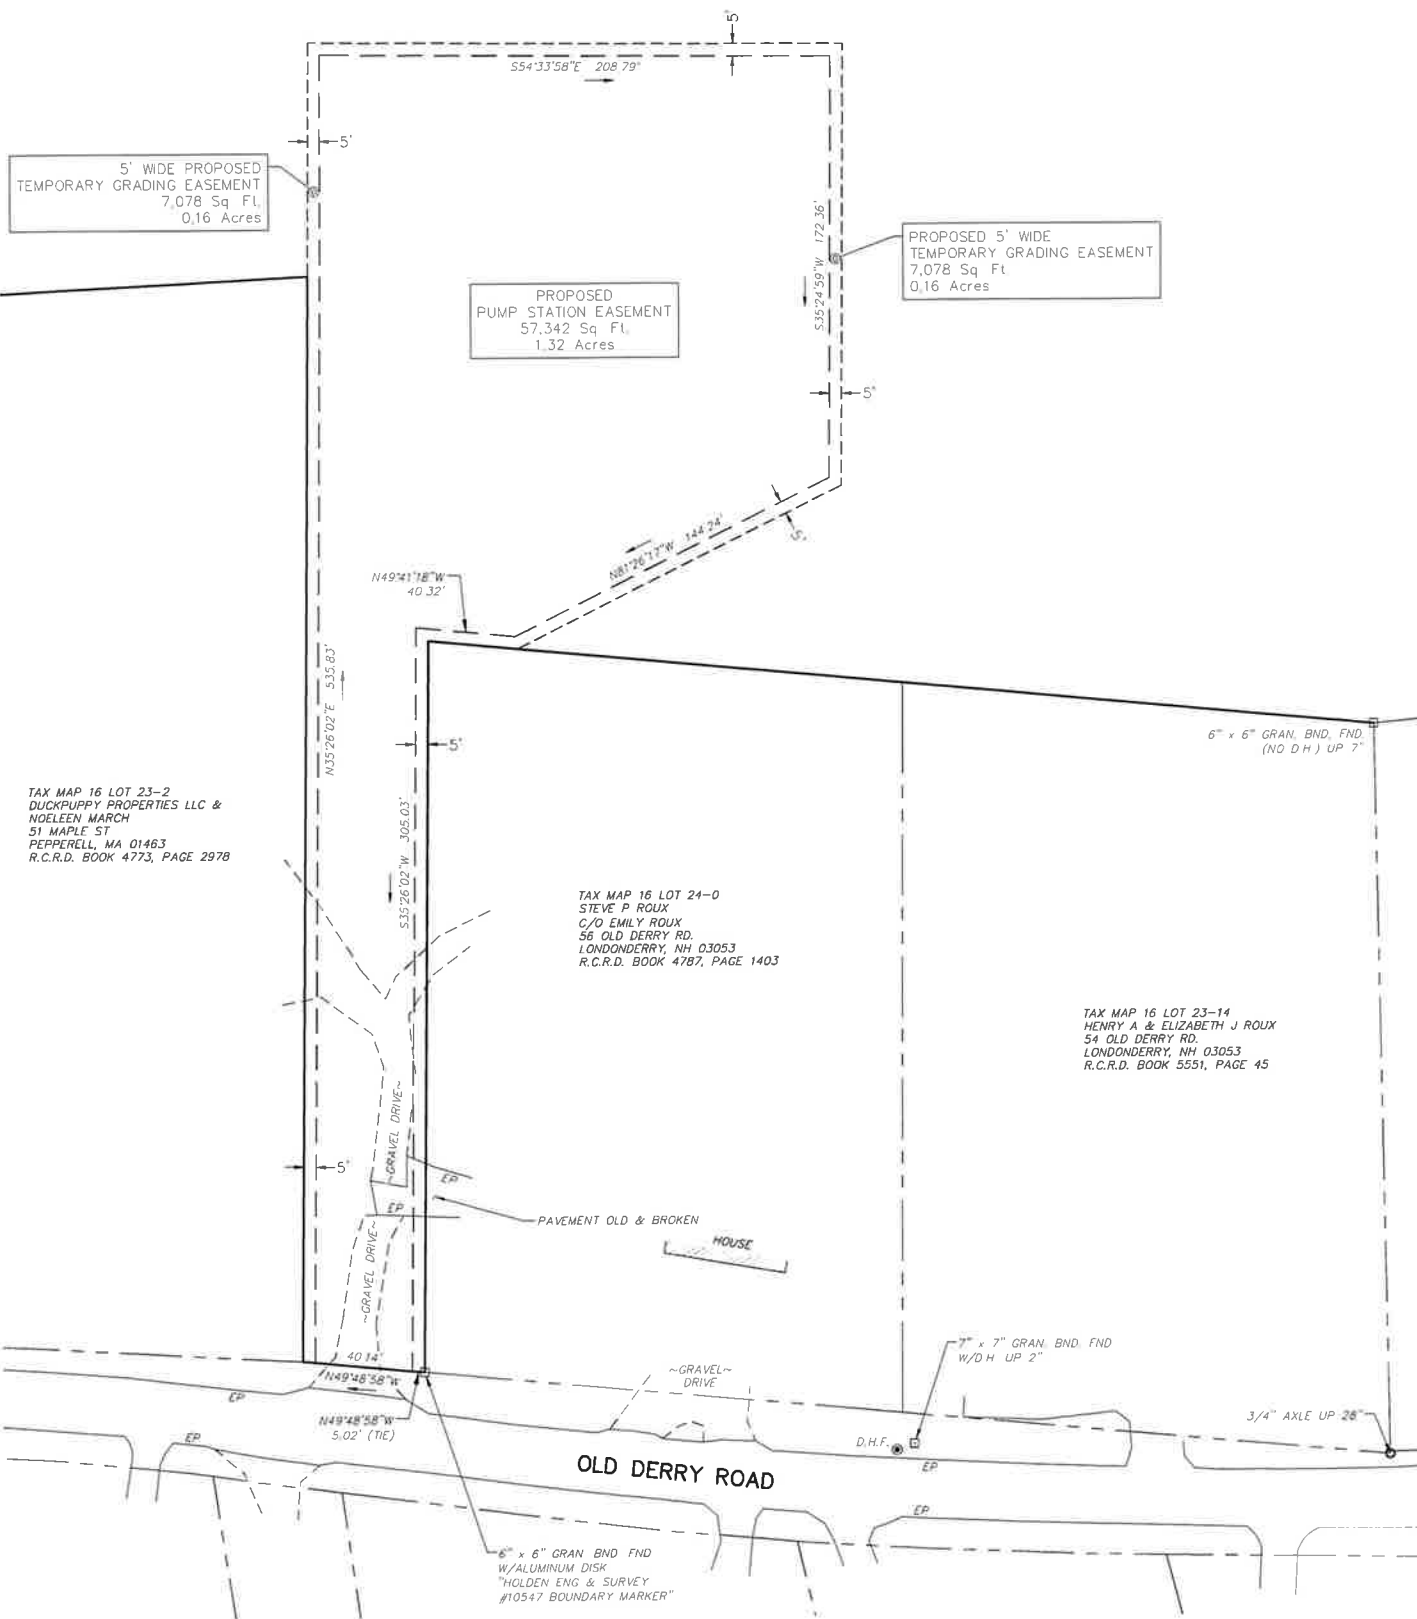 5'
S54°33'58"E 208.79'
5'
5' WIDE PROPOSED
TEMPORARY GRADING EASEMENT
7,078 Sq. Ft.
0.16 Acres
S35°24'59"W 172.36'
PROPOSED 5' WIDE
TEMPORARY GRADING EASEMENT
7,078 Sq. Ft.
0.16 Acres
PROPOSED
PUMP STATION EASEMENT
57,342 Sq. Ft.
1.32 Acres
5'
N81°26'17"W 144.24'
5'
N49°41'18"W
40.32'
N35°26'02"E 535.83'
5'
6" x 6" GRAN. BND. FND.
(NO D.H.) UP 7"
TAX MAP 16 LOT 23-2
DUCKPUPPY PROPERTIES LLC &
NOELEEN MARCH
51 MAPLE ST
PEPPERELL, MA 01463
R.C.R.D. BOOK 4773, PAGE 2978
S35°26'02"W 305.03'
TAX MAP 16 LOT 24-0
STEVE P ROUX
C/O EMILY ROUX
56 OLD DERRY RD.
LONDONDERRY, NH 03053
R.C.R.D. BOOK 4787, PAGE 1403
TAX MAP 16 LOT 23-14
HENRY A & ELIZABETH J ROUX
54 OLD DERRY RD.
LONDONDERRY, NH 03053
R.C.R.D. BOOK 5551, PAGE 45
~GRAVEL DRIVE~
5'
EP
EP
PAVEMENT OLD & BROKEN
~GRAVEL DRIVE~
HOUSE
7" x 7" GRAN. BND. FND
W/D.H. UP 2"
40.14'
N49°48'58"W
~GRAVEL~
DRIVE
EP
N49°48'58"W
5.02' (TIE)
3/4" AXLE UP 26"
D.H.F.
EP
EP
OLD DERRY ROAD
EP
6" x 6" GRAN BND FND
W/ALUMINUM DISK
"HOLDEN ENG & SURVEY
#10547 BOUNDARY MARKER"